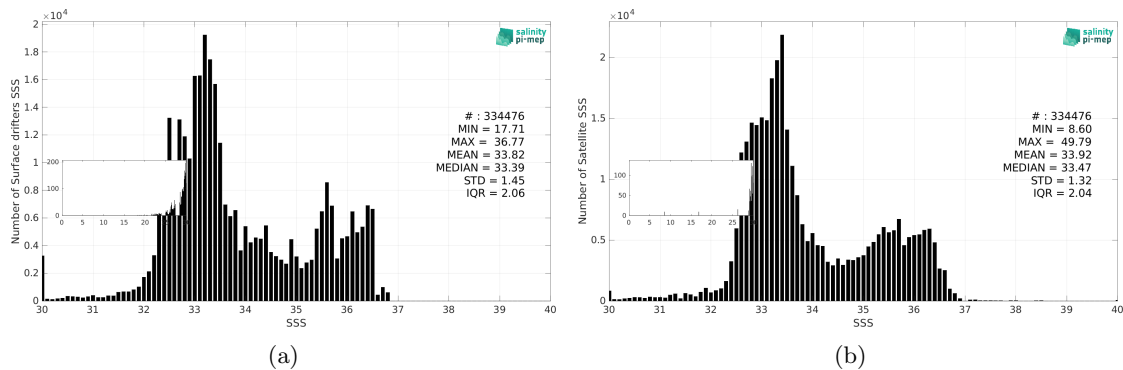 ×10⁴
2
1.8
1.6
1.4
1.2
1
0.8
0.6
0.4
0.2
0
Number of Surface drifters SSS
30 31 32 33 34 35 36 37 38 39 40
SSS
200
100
0
0 5 10 15 20 25
salinity
pi-mep
# : 334476
MIN = 17.71
MAX = 36.77
MEAN = 33.82
MEDIAN = 33.39
STD = 1.45
IQR = 2.06
(a)
×10⁴
2
1.5
1
0.5
0
Number of Satellite SSS
30 31 32 33 34 35 36 37 38 39 40
SSS
100
50
0
0 5 10 15 20 25
salinity
pi-mep
# : 334476
MIN = 8.60
MAX = 49.79
MEAN = 33.92
MEDIAN = 33.47
STD = 1.32
IQR = 2.04
(b)